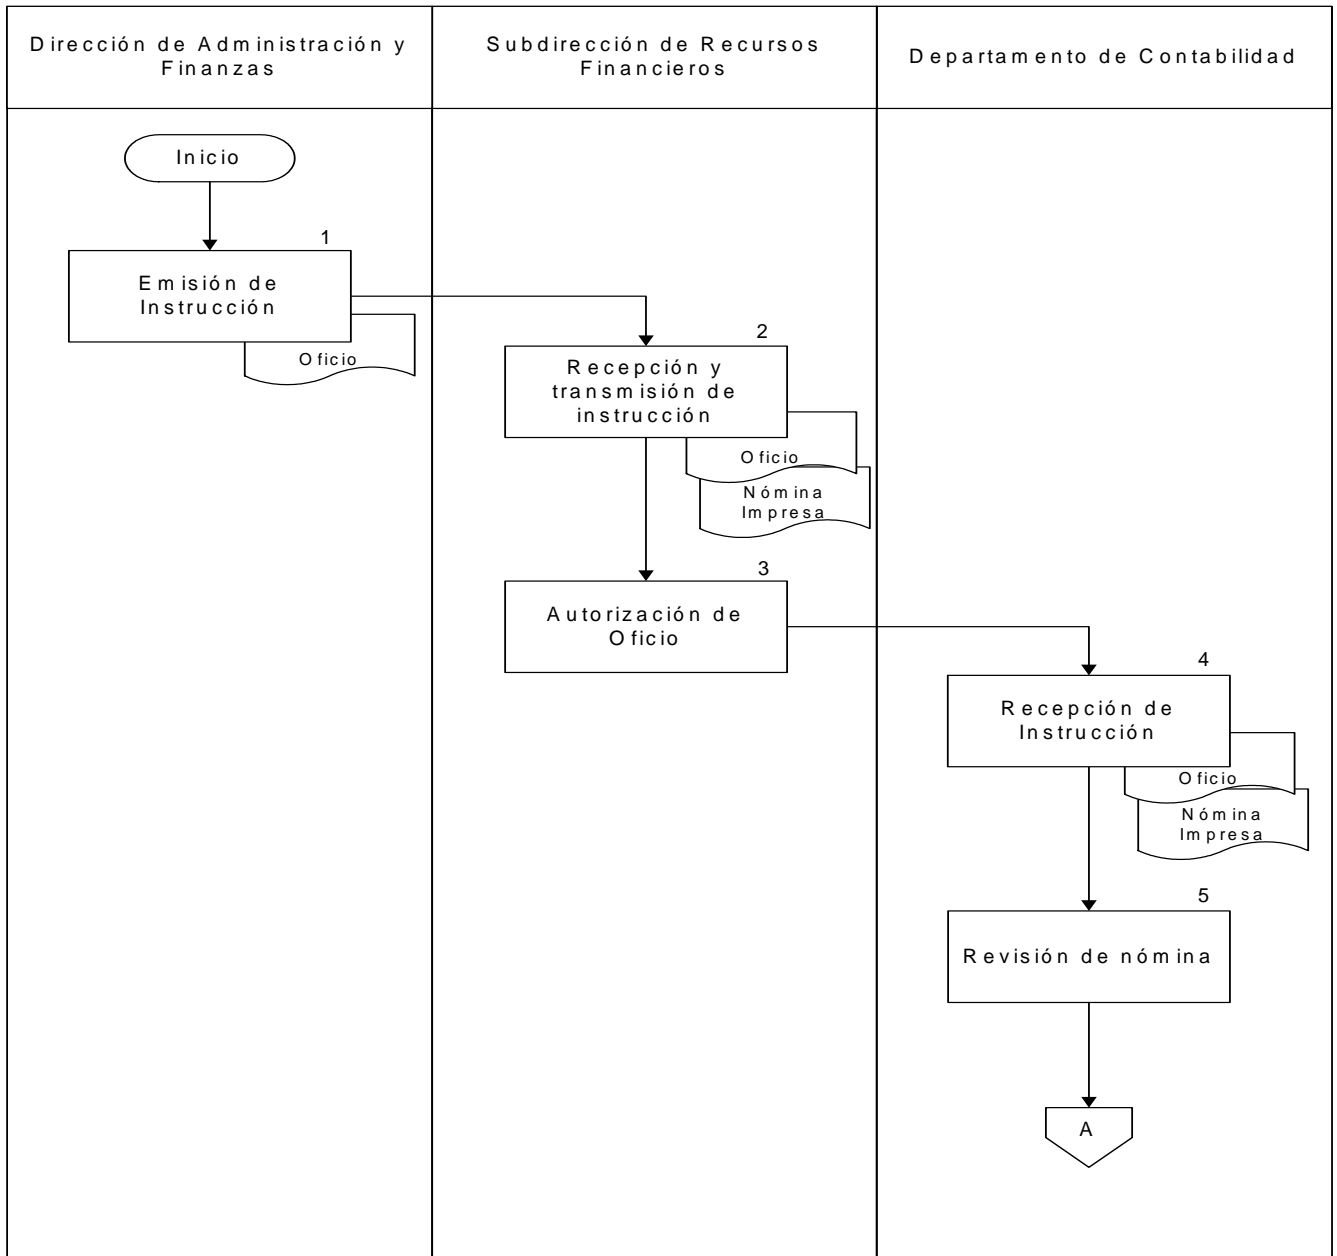 Dirección de Administración y
Finanzas
Subdirección de Recursos
Financieros
Departamento de Contabilidad
Inicio
1
Emisión de
Instrucción
Oficio
2
Recepción y
transmisión de
instrucción
Oficio
Nómina
Impresa
3
Autorización de
Oficio
4
Recepción de
Instrucción
Oficio
Nómina
Impresa
5
Revisión de nómina
A